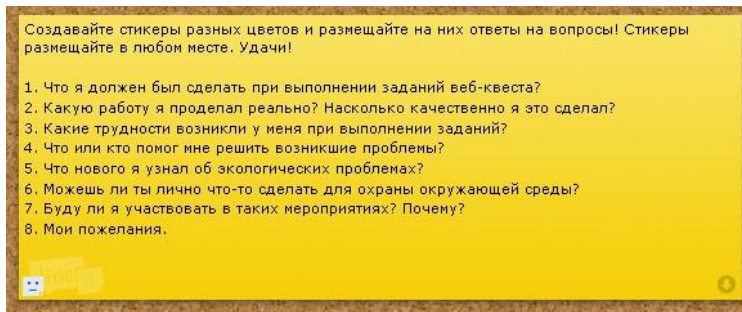 Создавайте стикеры разных цветов и размещайте на них ответы на вопросы! Стикеры
размещайте в любом месте. Удачи!
1. Что я должен был сделать при выполнении заданий веб-квеста?
2. Какую работу я проделал реально? Насколько качественно я это сделал?
3. Какие трудности возникли у меня при выполнении заданий?
4. Что или кто помог мне решить возникшие проблемы?
5. Что нового я узнал об экологических проблемах?
6. Можешь ли ты лично что-то сделать для охраны окружающей среды?
7. Буду ли я участвовать в таких мероприятиях? Почему?
8. Мои пожелания.